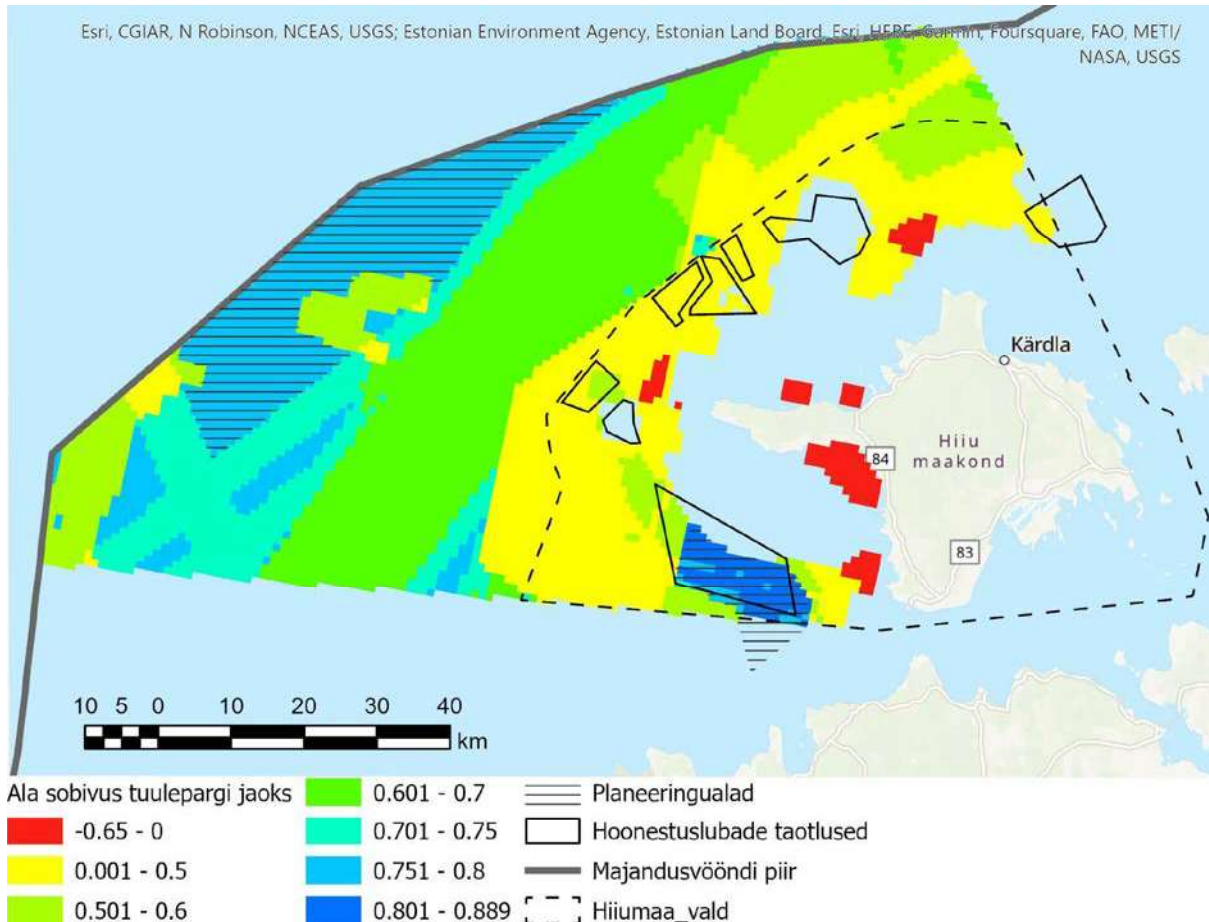 Esri, CGIAR, N Robinson, NCEAS, USGS; Estonian Environment Agency, Estonian Land Board, Esri, HERE, Garmin, Foursquare, FAO, METI/
NASA, USGS
Kärdla
Hiiu
maakond
84
83
10 5 0 10 20 30 40
km
Ala sobivus tuulepargi jaoks
-0.65 - 0
0.001 - 0.5
0.501 - 0.6
0.601 - 0.7
0.701 - 0.75
0.751 - 0.8
0.801 - 0.889
Planeeringualad
Hoonestuslubade taotlused
Majandusvööndi piir
Hiiumaa_vald